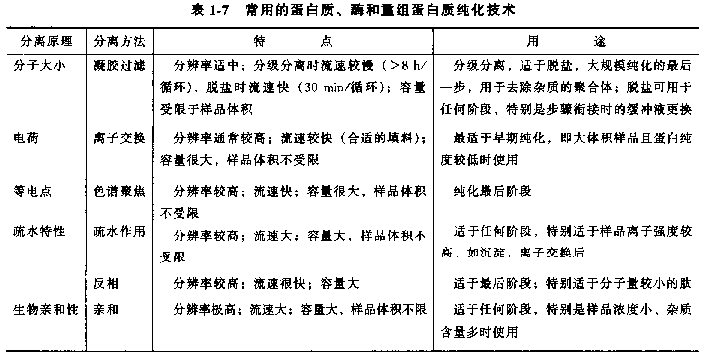 表 1-7 常用的蛋白质、酶和重组蛋白质纯化技术
分离原理 分离方法 特 点 用 途
分子大小 凝胶过滤 分辨率适中；分级分离时流速较慢（>8 h/ 分级分离，适于脱盐，大规模纯化的最后
循环）、脱盐时流速快（30 min/循环）；容量 一步，用于去除杂质的聚合体；脱盐可用于
受限于样品体积 任何阶段，特别是步骤衔接时的缓冲液更换
电荷 离子交换 分辨率通常较高；流速较快（合适的填料）； 最适于早期纯化，即大体积样品且蛋白纯
容量很大，样品体积不受限 度较低时使用
等电点 色谱聚焦 分辨率较高；流速快；容量很大，样品体积 纯化最后阶段
不受限
疏水特性 疏水作用 分辨率较高；流速大；容量大，样品体积不 适于任何阶段，特别适于样品离子强度较
受限 高，如沉淀，离子交换后
反相 分辨率较高；流速很快；容量大 适于最后阶段；特别适于分子量较小的肽
生物亲和性 亲和 分辨率极高；流速大；容量大，样品体积不限 适于任何阶段，特别是样品浓度小、杂质
含量多时使用